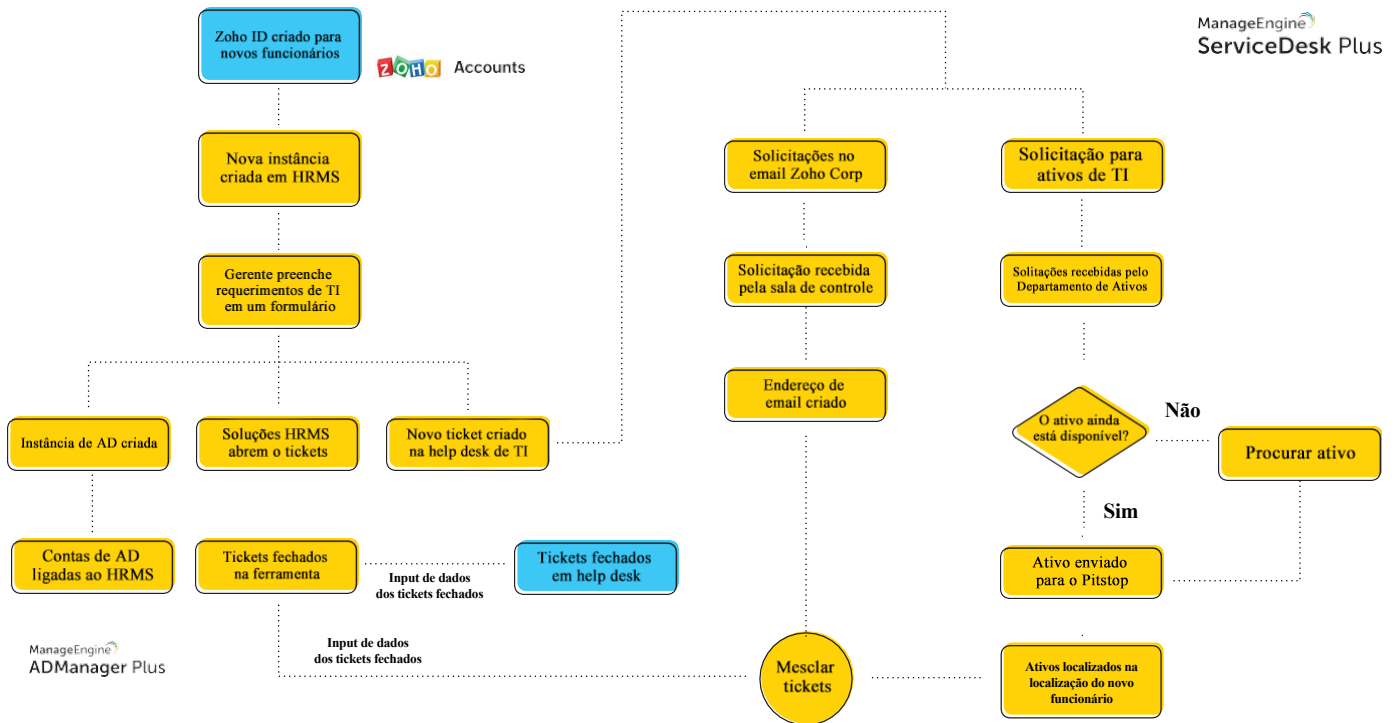 Zoho ID criado para
novos funcionários
ZOHO Accounts
ManageEngine
ServiceDesk Plus
Nova instância
criada em HRMS
Solicitações no
email Zoho Corp
Solicitação para
ativos de TI
Gerente preenche
requerimentos de TI
em um formulário
Solicitação recebida
pela sala de controle
Solitações recebidas pelo
Departamento de Ativos
Instância de AD criada
Soluções HRMS
abrem o tickets
Novo ticket criado
na help desk de TI
Endereço de
email criado
O ativo ainda
está disponível?
Não
Procurar ativo
Sim
Contas de AD
ligadas ao HRMS
Tickets fechados
na ferramenta
Input de dados
dos tickets fechados
Tickets fechados
em help desk
Ativo enviado
para o Pitstop
ManageEngine
ADManager Plus
Input de dados
dos tickets fechados
Mesclar
tickets
Ativos localizados na
localização do novo
funcionário